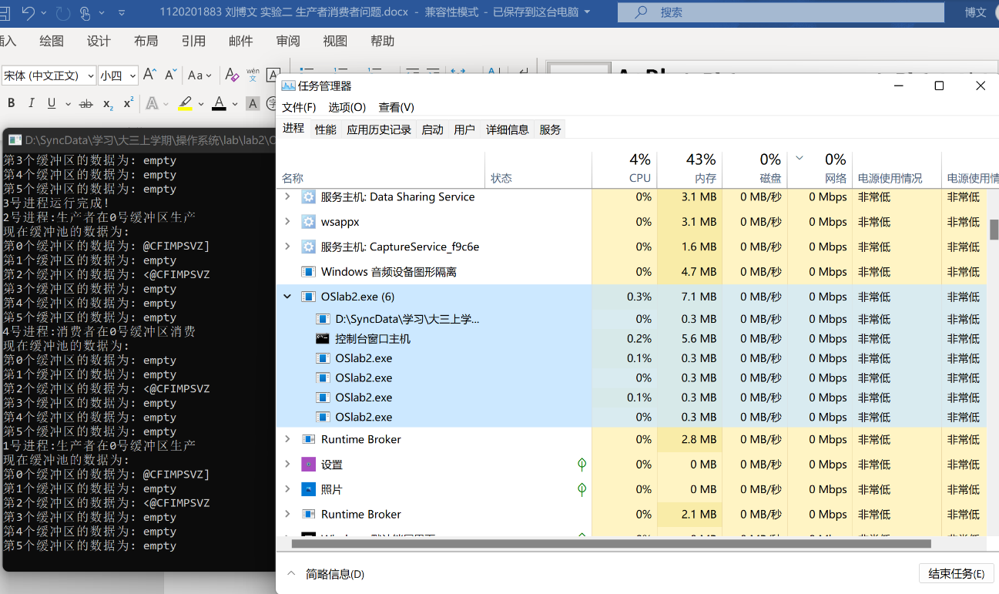 1120201883 刘博文 实验二 生产者消费者问题.docx - 兼容性模式 - 已保存到这台电脑
搜索
博文
绘图 设计 布局 引用 邮件 审阅 视图 帮助
宋体 (中文正文) 小四 A A Aa A wén 文 A
B I U ab x2 x2 A A A
D:\SyncData\学习\大三上学期\操作系统\lab\lab2\
第3个缓冲区的数据为: empty
第4个缓冲区的数据为: empty
第5个缓冲区的数据为: empty
3号进程运行完成!
2号进程:生产者在0号缓冲区生产
现在缓冲池的数据为:
第0个缓冲区的数据为: @CFIMPSVZ]
第1个缓冲区的数据为: empty
第2个缓冲区的数据为: <@CFIMPSVZ
第3个缓冲区的数据为: empty
第4个缓冲区的数据为: empty
第5个缓冲区的数据为: empty
4号进程:消费者在0号缓冲区消费
现在缓冲池的数据为:
第0个缓冲区的数据为: empty
第1个缓冲区的数据为: empty
第2个缓冲区的数据为: <@CFIMPSVZ
第3个缓冲区的数据为: empty
第4个缓冲区的数据为: empty
第5个缓冲区的数据为: empty
1号进程:生产者在0号缓冲区生产
现在缓冲池的数据为:
第0个缓冲区的数据为: @CFIMPSVZ]
第1个缓冲区的数据为: empty
第2个缓冲区的数据为: <@CFIMPSVZ
第3个缓冲区的数据为: empty
第4个缓冲区的数据为: empty
第5个缓冲区的数据为: empty
任务管理器
文件(F) 选项(O) 查看(V)
进程 性能 应用历史记录 启动 用户 详细信息 服务
4% 43% 0% 0%
名称 状态 CPU 内存 磁盘 网络 电源使用情况 电源使用情
服务主机: Data Sharing Service 0% 3.1 MB 0 MB/秒 0 Mbps 非常低 非常低
wsappx 0% 3.1 MB 0 MB/秒 0 Mbps 非常低 非常低
服务主机: CaptureService_f9c6e 0% 1.6 MB 0 MB/秒 0 Mbps 非常低 非常低
Windows 音频设备图形隔离 0% 4.7 MB 0 MB/秒 0 Mbps 非常低 非常低
OSlab2.exe (6) 0.3% 7.1 MB 0 MB/秒 0 Mbps 非常低 非常低
D:\SyncData\学习\大三上学... 0% 0.3 MB 0 MB/秒 0 Mbps 非常低 非常低
控制台窗口主机 0.2% 5.6 MB 0 MB/秒 0 Mbps 非常低 非常低
OSlab2.exe 0.1% 0.3 MB 0 MB/秒 0 Mbps 非常低 非常低
OSlab2.exe 0% 0.3 MB 0 MB/秒 0 Mbps 非常低 非常低
OSlab2.exe 0.1% 0.3 MB 0 MB/秒 0 Mbps 非常低 非常低
OSlab2.exe 0% 0.3 MB 0 MB/秒 0 Mbps 非常低 非常低
Runtime Broker 0% 2.8 MB 0 MB/秒 0 Mbps 非常低 非常低
设置 0% 0 MB 0 MB/秒 0 Mbps 非常低 非常低
照片 0% 0 MB 0 MB/秒 0 Mbps 非常低 非常低
Runtime Broker 0% 2.1 MB 0 MB/秒 0 Mbps 非常低 非常低
简略信息(D)
结束任务(E)